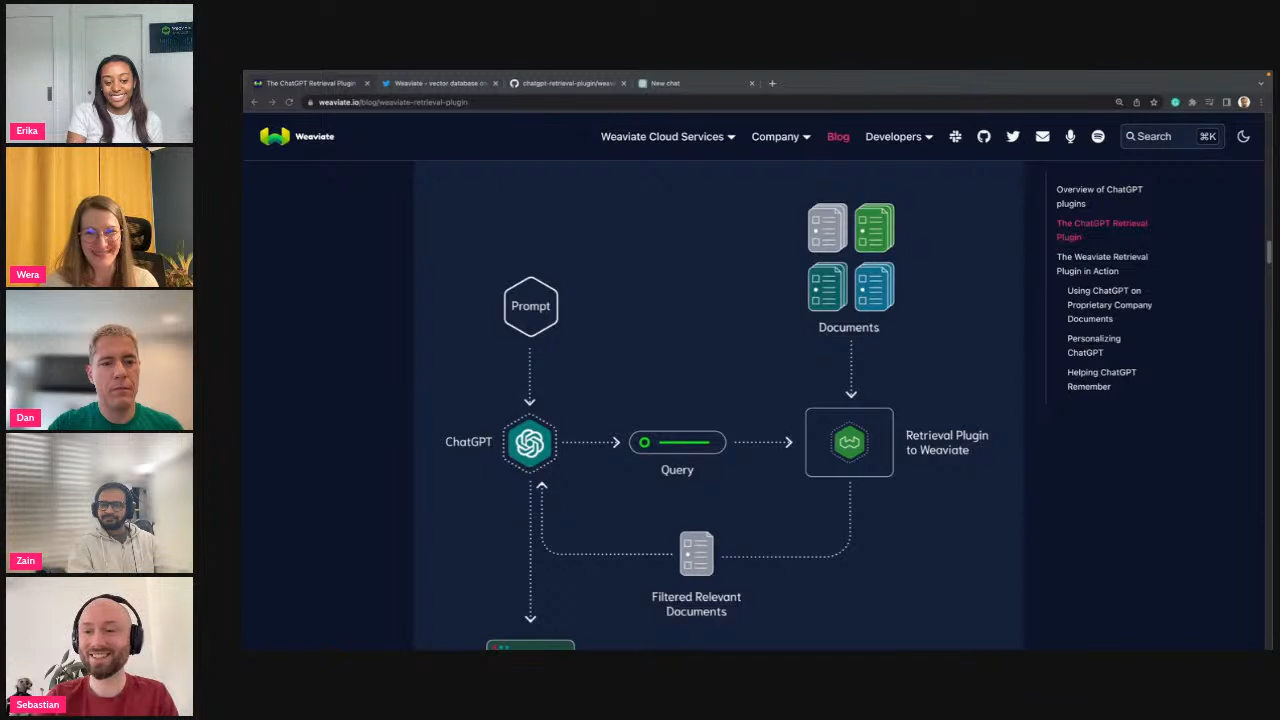 Erika
Wera
Dan
Zain
Sebastian
The ChatGPT Retrieval Plugin
Weaviate - vector database on
chatgpt-retrieval-plugin/weav
New chat
weaviate.io/blog/weaviate-retrieval-plugin
Weaviate
Weaviate Cloud Services
Company
Blog
Developers
Search
⌘K
Prompt
Documents
ChatGPT
Query
Retrieval Plugin
to Weaviate
Filtered Relevant
Documents
Overview of ChatGPT
plugins
The ChatGPT Retrieval
Plugin
The Weaviate Retrieval
Plugin in Action
Using ChatGPT on
Proprietary Company
Documents
Personalizing
ChatGPT
Helping ChatGPT
Remember